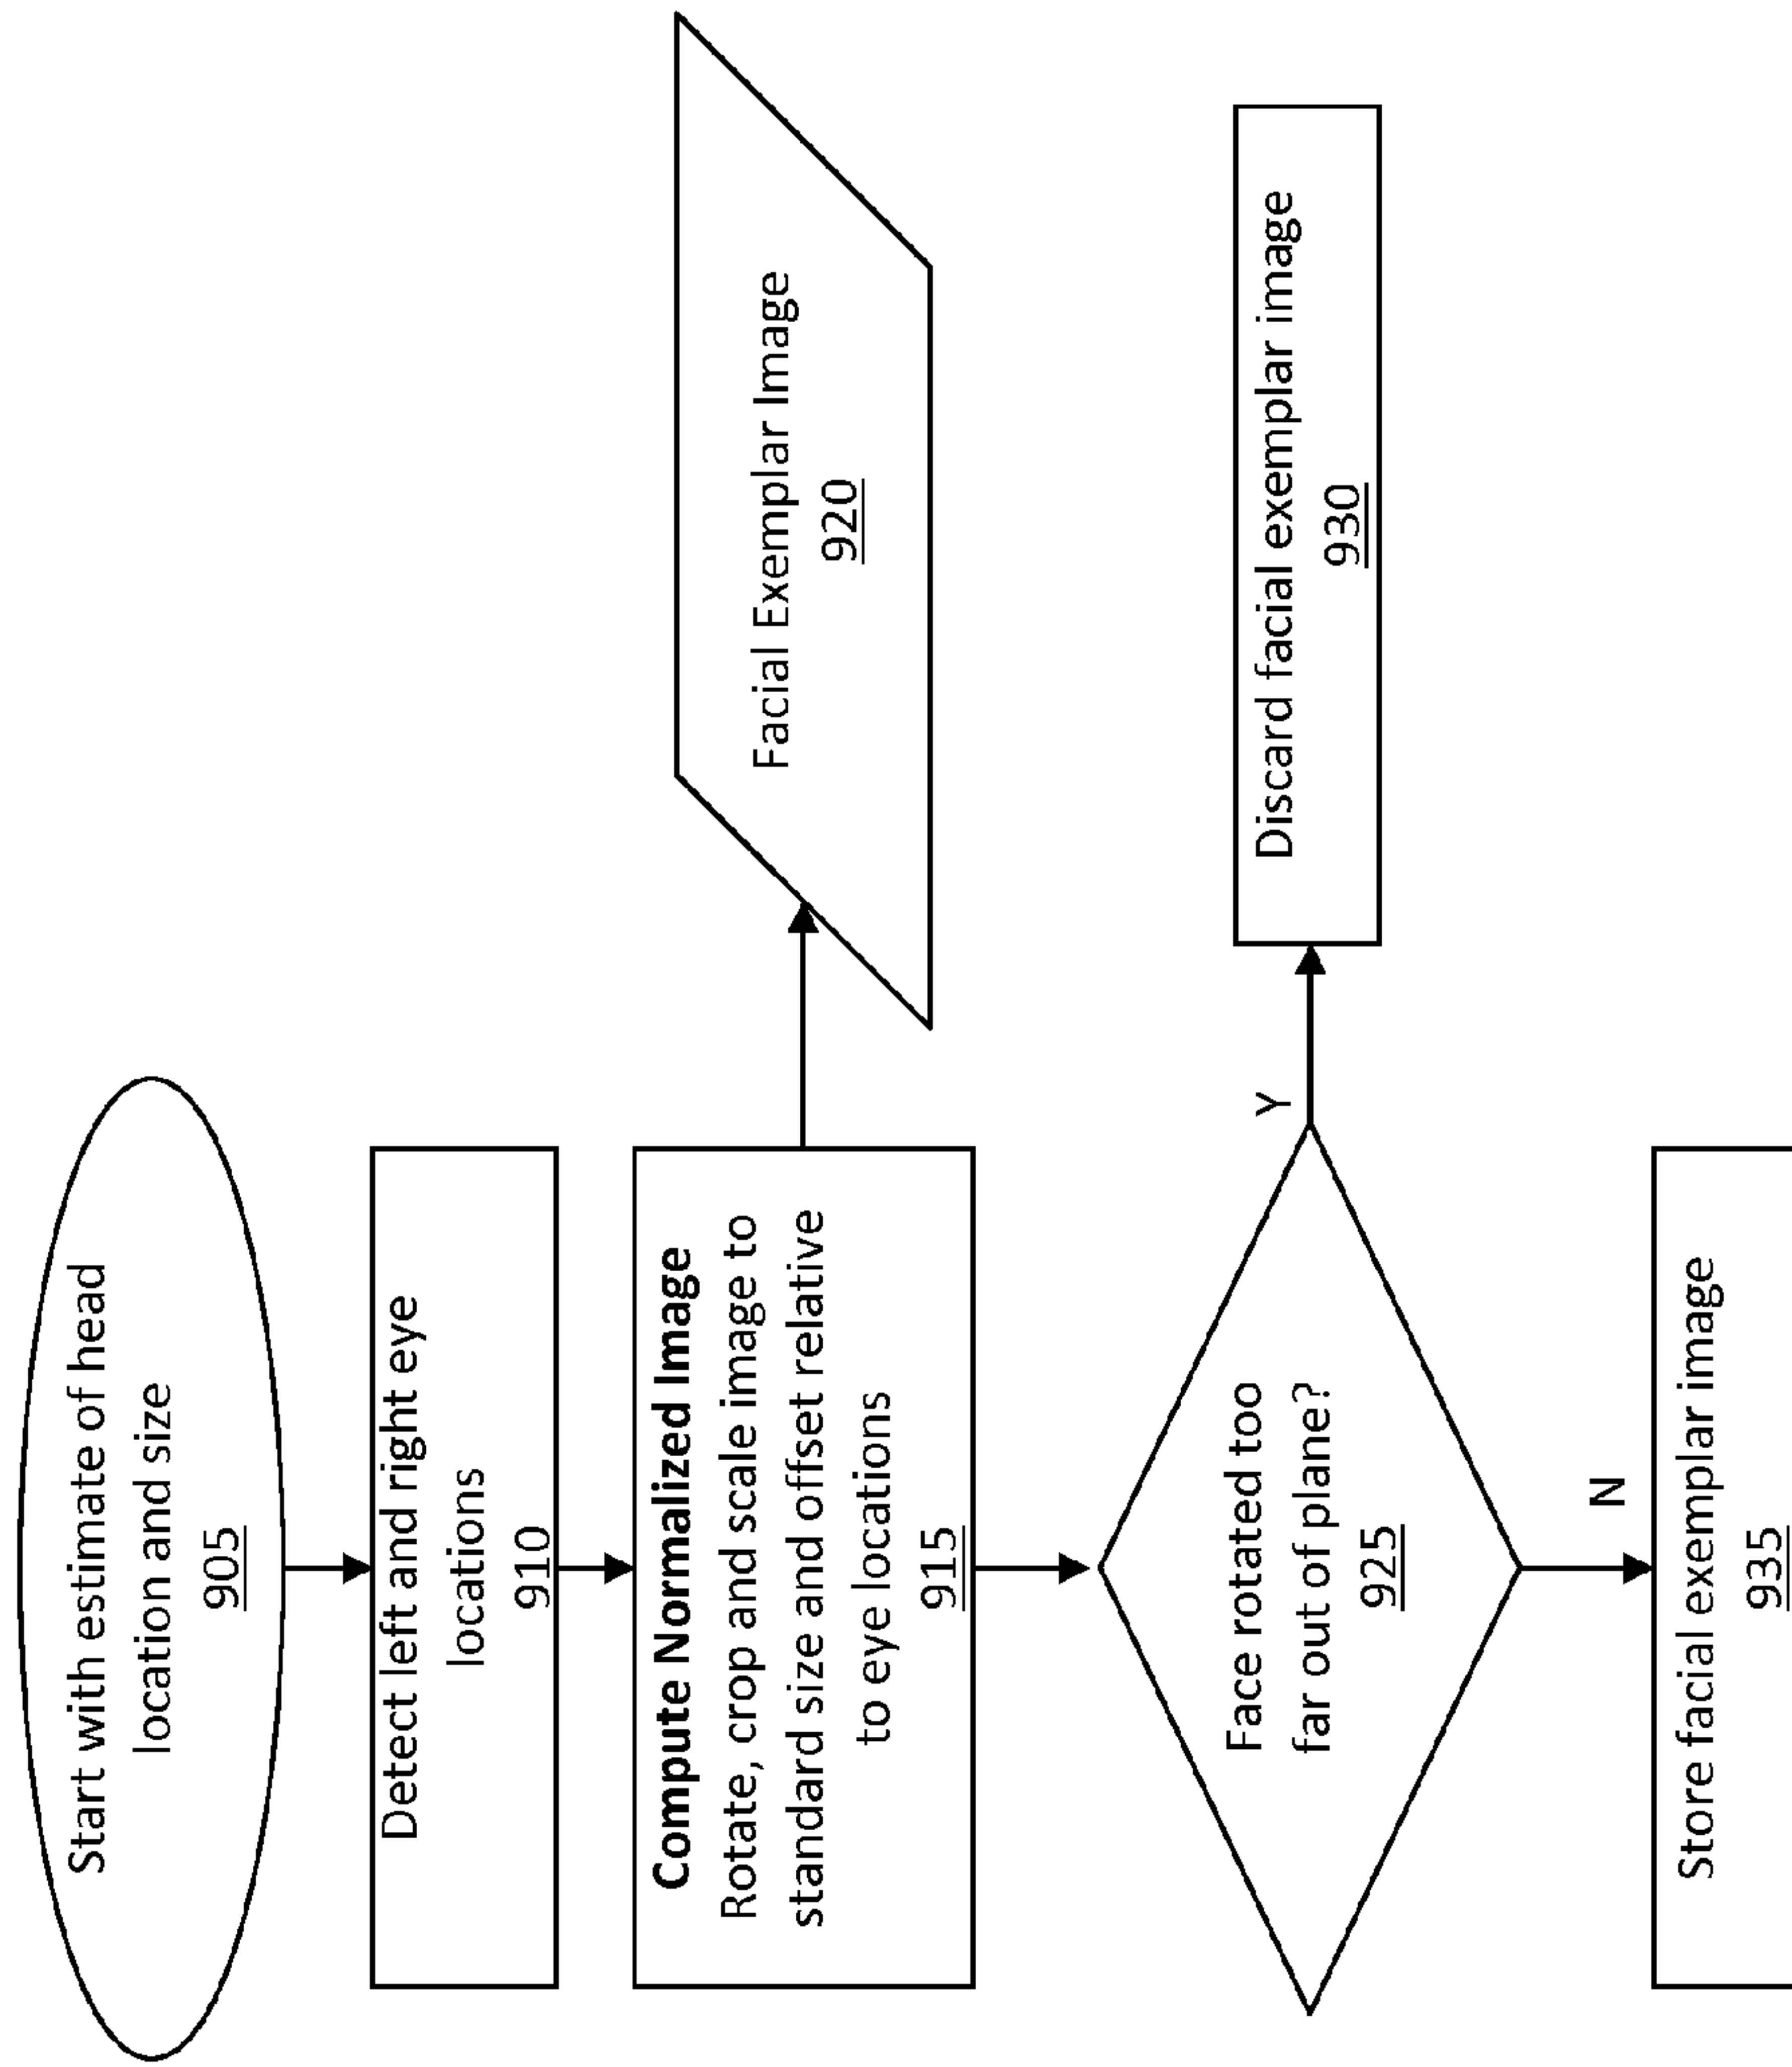 Start with estimate of head
location and size
905
Detect left and right eye
locations
910
Compute Normalized Image
Rotate, crop and scale image to
standard size and offset relative
to eye locations
915
Facial Exemplar Image
920
Face rotated too
far out of plane?
925
Y
Discard facial exemplar image
930
N
Store facial exemplar image
935